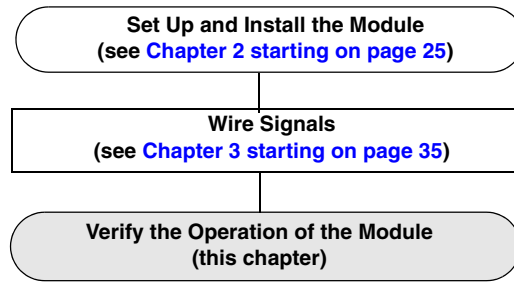 Set Up and Install the Module
(see Chapter 2 starting on page 25)
Wire Signals
(see Chapter 3 starting on page 35)
Verify the Operation of the Module
(this chapter)